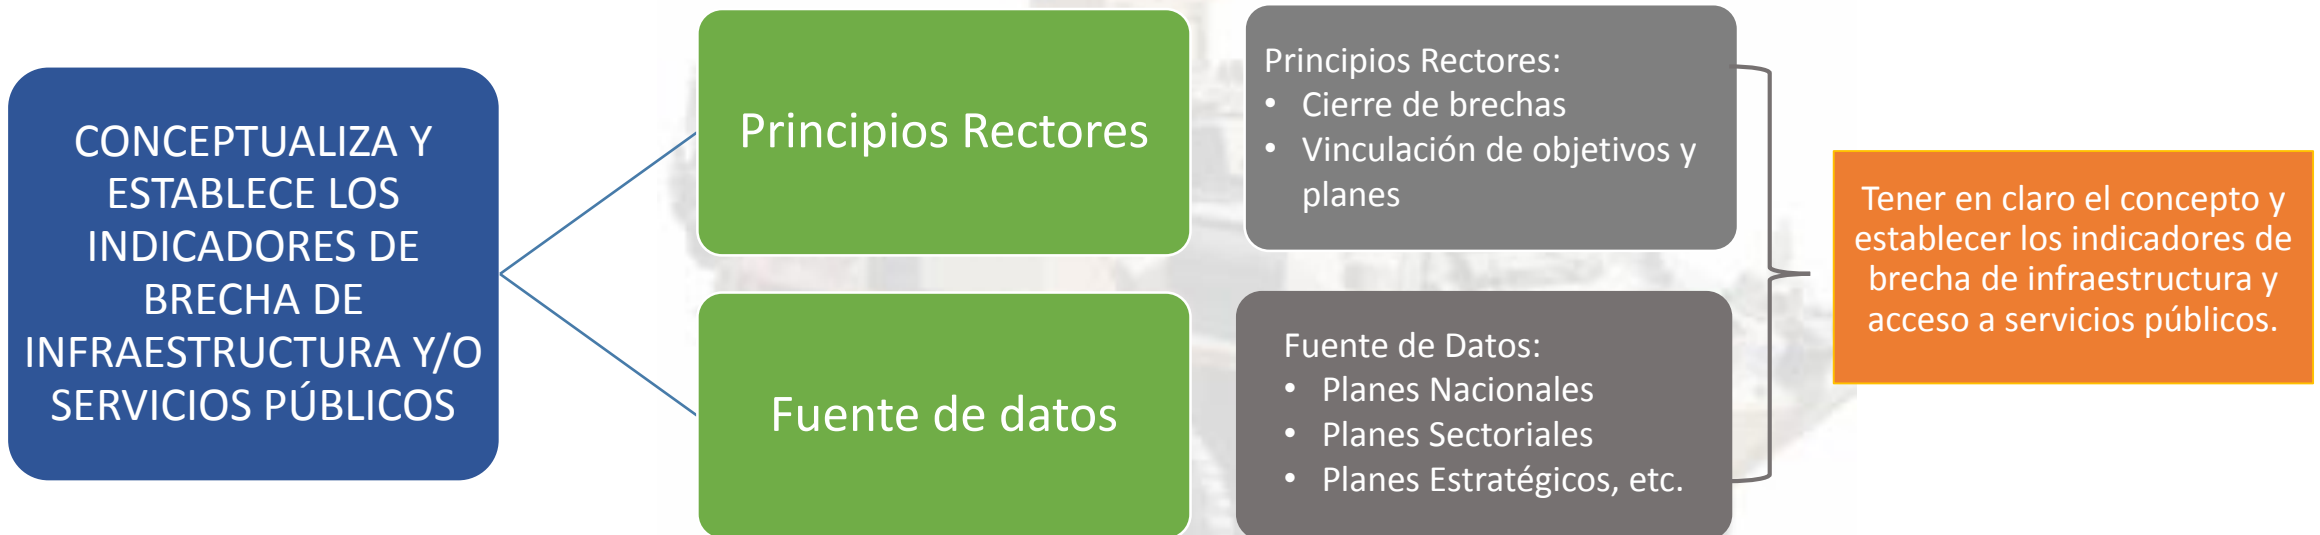 CONCEPTUALIZA Y
ESTABLECE LOS
INDICADORES DE
BRECHA DE
INFRAESTRUCTURA Y/O
SERVICIOS PÚBLICOS
Principios Rectores
Fuente de datos
Principios Rectores:
• Cierre de brechas
• Vinculación de objetivos y
planes
Fuente de Datos:
• Planes Nacionales
• Planes Sectoriales
• Planes Estratégicos, etc.
Tener en claro el concepto y
establecer los indicadores de
brecha de infraestructura y
acceso a servicios públicos.